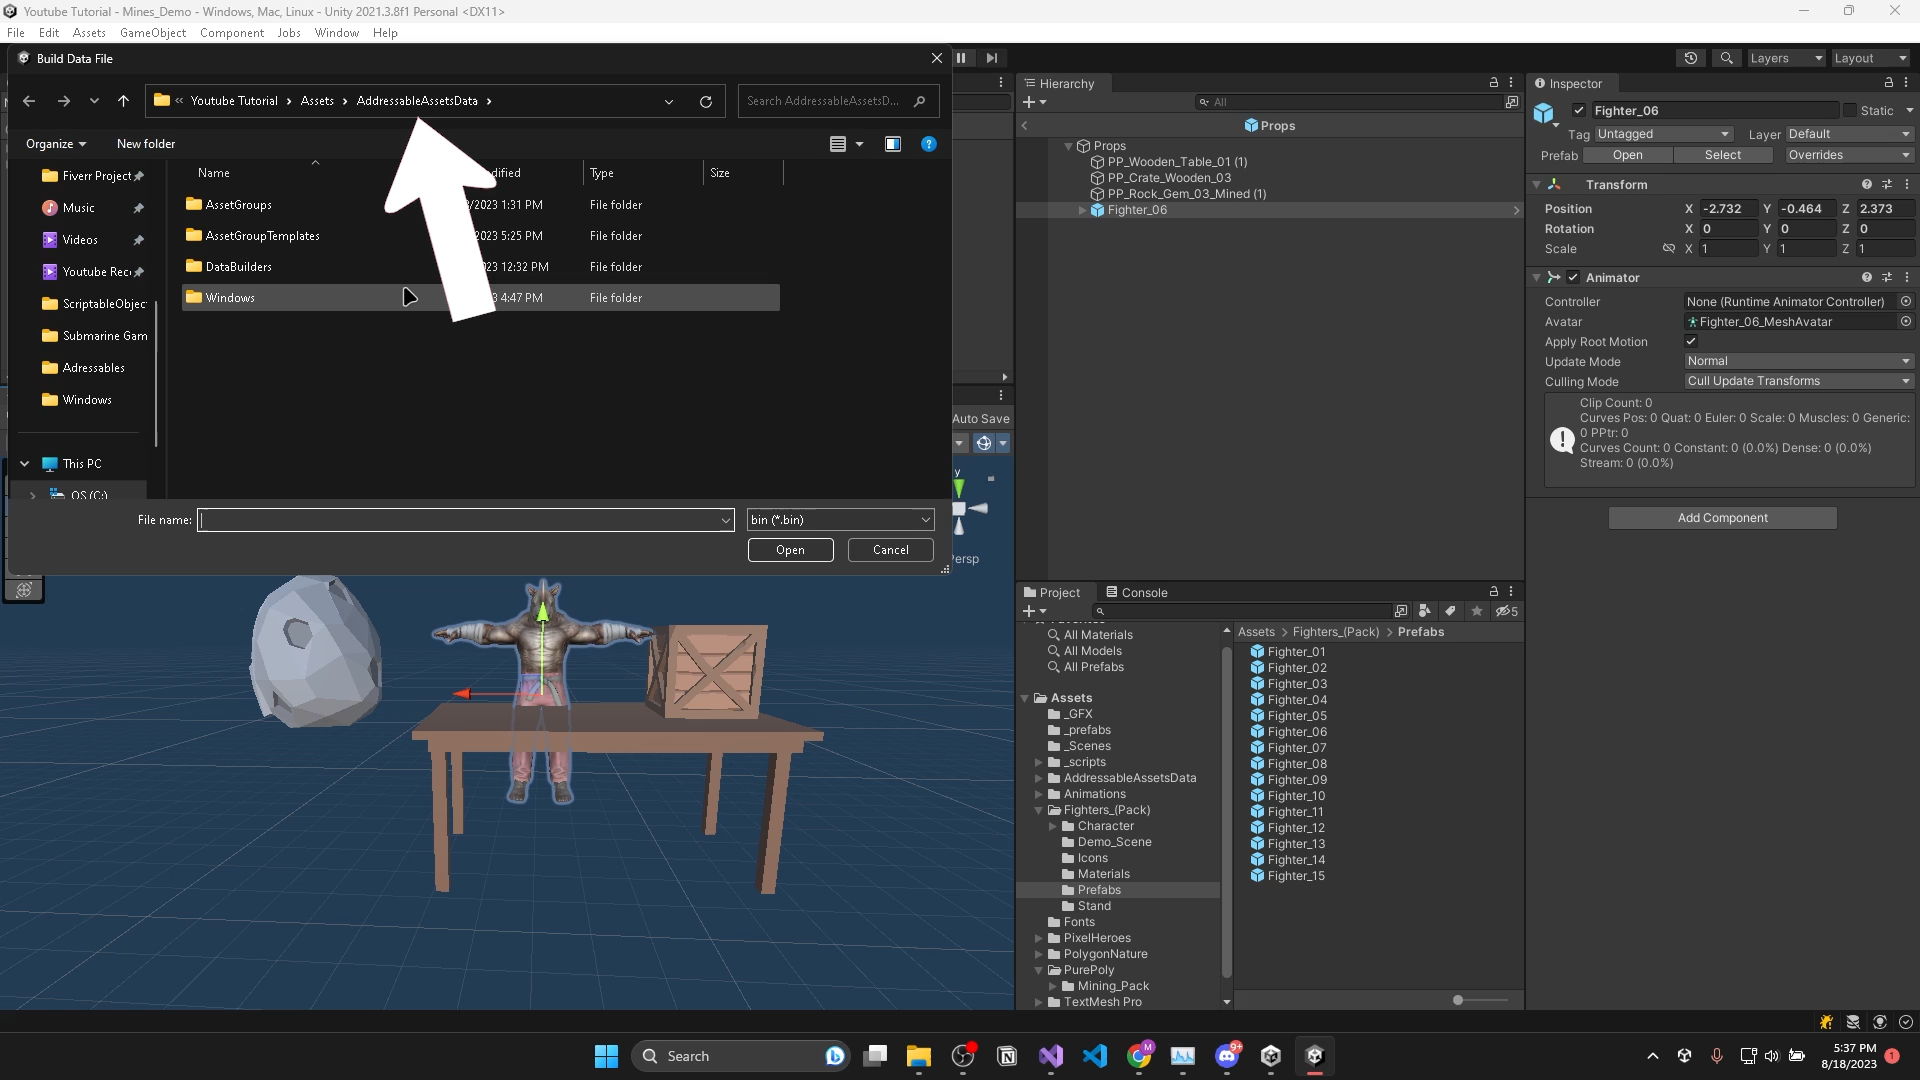 Youtube Tutorial - Mines_Demo - Windows, Mac, Linux - Unity 2021.3.8f1 Personal <DX11>
File Edit Assets GameObject Component Jobs Window Help
Build Data File
« Youtube Tutorial › Assets › AddressableAssetsData ›
Search AddressableAssetsD...
Organize New folder
Fiverr Project
Music
Videos
Youtube Rec
ScriptableObjec
Submarine Gam
Adressables
Windows
This PC
OS (C:)
Name Type Size
AssetGroups 2023 1:31 PM File folder
AssetGroupTemplates 2023 5:25 PM File folder
DataBuilders 23 12:32 PM File folder
Windows 3 4:47 PM File folder
File name: bin (*.bin)
Open Cancel
Auto Save
y
ersp
Layers Layout
Hierarchy
All
Props
Props
PP_Wooden_Table_01 (1)
PP_Crate_Wooden_03
PP_Rock_Gem_03_Mined (1)
Fighter_06
Inspector
Fighter_06 Static
Tag Untagged Layer Default
Prefab Open Select Overrides
Transform
Position X -2.732 Y -0.464 Z 2.373
Rotation X 0 Y 0 Z 0
Scale X 1 Y 1 Z 1
Animator
Controller None (Runtime Animator Controller)
Avatar Fighter_06_MeshAvatar
Apply Root Motion
Update Mode Normal
Culling Mode Cull Update Transforms
Clip Count: 0
Curves Pos: 0 Quat: 0 Euler: 0 Scale: 0 Muscles: 0 Generic:
0 PPtr: 0
Curves Count: 0 Constant: 0 (0.0%) Dense: 0 (0.0%)
Stream: 0 (0.0%)
Add Component
Project Console
5
All Materials
All Models
All Prefabs
Assets
_GFX
_prefabs
_Scenes
_scripts
AddressableAssetsData
Animations
Fighters_(Pack)
Character
Demo_Scene
Icons
Materials
Prefabs
Stand
Fonts
PixelHeroes
PolygonNature
PurePoly
Mining_Pack
TextMesh Pro
Assets > Fighters_(Pack) > Prefabs
Fighter_01
Fighter_02
Fighter_03
Fighter_04
Fighter_05
Fighter_06
Fighter_07
Fighter_08
Fighter_09
Fighter_10
Fighter_11
Fighter_12
Fighter_13
Fighter_14
Fighter_15
Search
M
9+
5:37 PM
8/18/2023
1